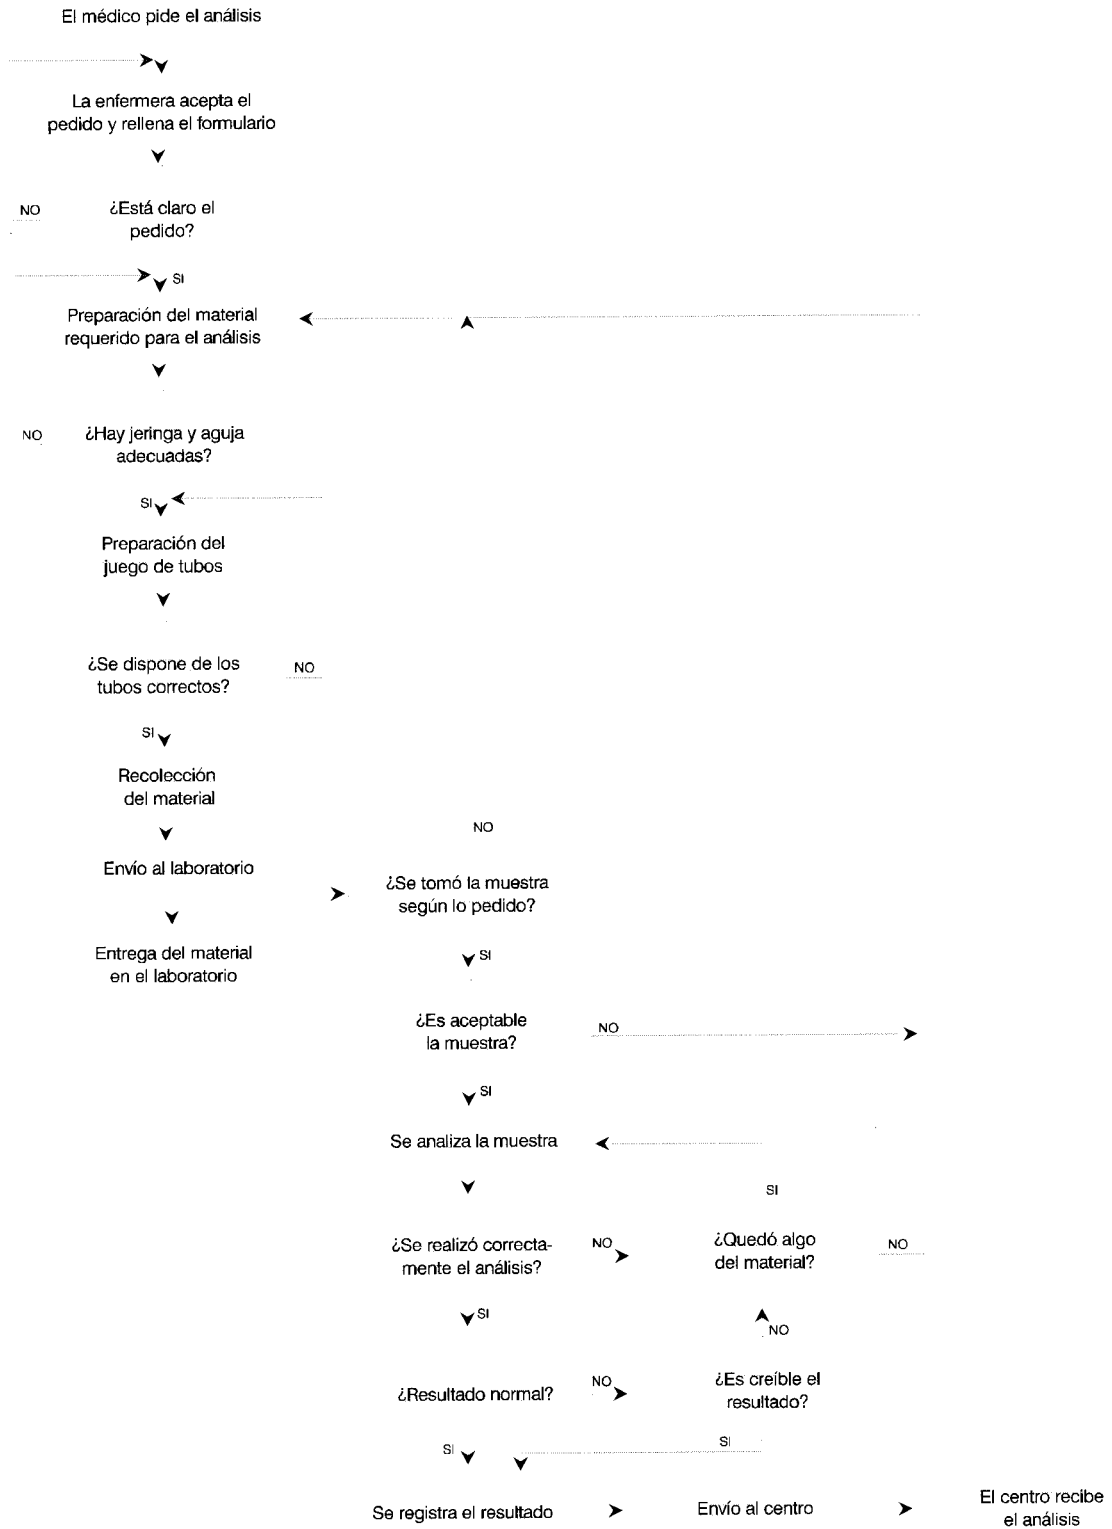 El médico pide el análisis
La enfermera acepta el
pedido y rellena el formulario
NO
¿Está claro el
pedido?
SI
Preparación del material
requerido para el análisis
NO
¿Hay jeringa y aguja
adecuadas?
SI
Preparación del
juego de tubos
¿Se dispone de los
tubos correctos?
NO
SI
Recolección
del material
Envío al laboratorio
Entrega del material
en el laboratorio
NO
¿Se tomó la muestra
según lo pedido?
SI
¿Es aceptable
la muestra?
NO
SI
Se analiza la muestra
¿Se realizó correcta-
mente el análisis?
NO
SI
¿Quedó algo
del material?
NO
SI
NO
¿Resultado normal?
NO
¿Es creíble el
resultado?
SI
SI
Se registra el resultado
Envío al centro
El centro recibe
el análisis